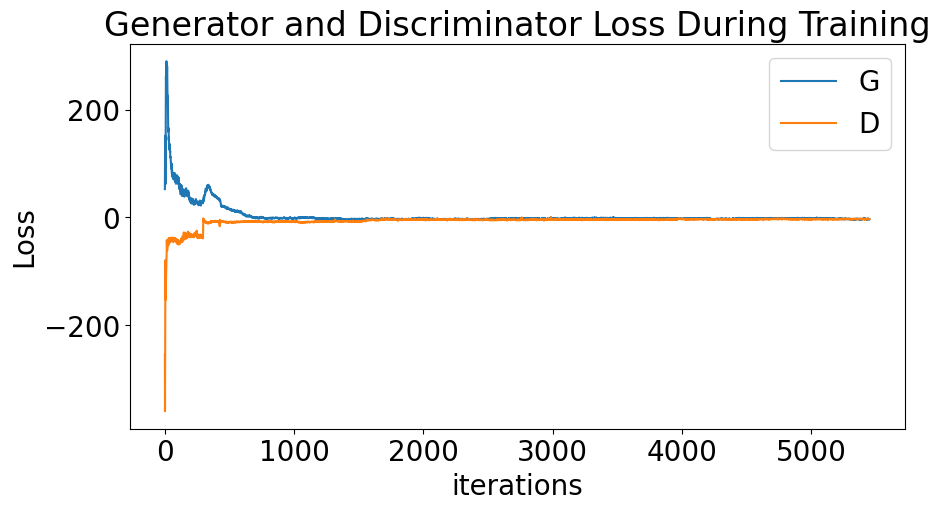 Generator and Discriminator Loss During Training
G
D
200
0
−200
Loss
0 1000 2000 3000 4000 5000
iterations